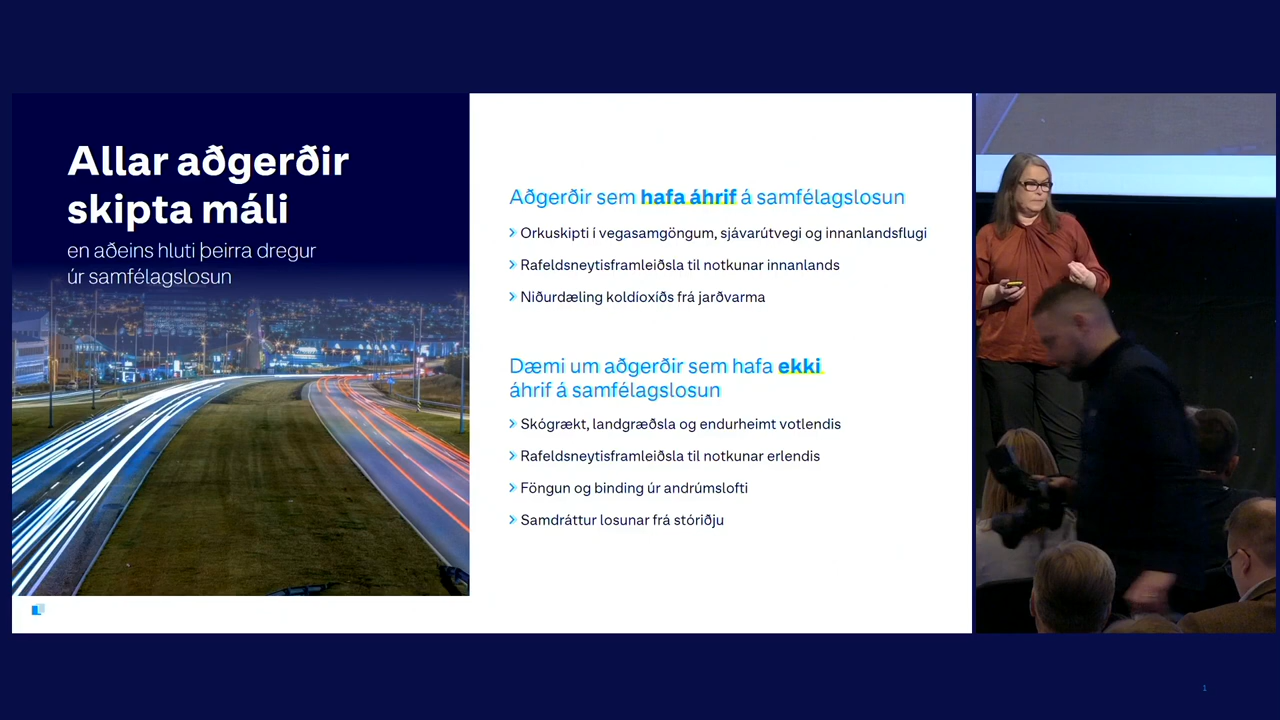 Allar aðgerðir
skipta máli
en aðeins hluti þeirra dregur
úr samfélagslosun
Aðgerðir sem hafa áhrif á samfélagslosun
Orkuskipti í vegasamgöngum, sjávarútvegi og innanlandsflugi
Rafeldsneytisframleiðsla til notkunar innanlands
Niðurdæling koldíoxíðs frá jarðvarma
Dæmi um aðgerðir sem hafa ekki
áhrif á samfélagslosun
Skógrækt, landgræðsla og endurheimt votlendis
Rafeldsneytisframleiðsla til notkunar erlendis
Föngun og binding úr andrúmslofti
Samdráttur losunar frá stóriðju
1